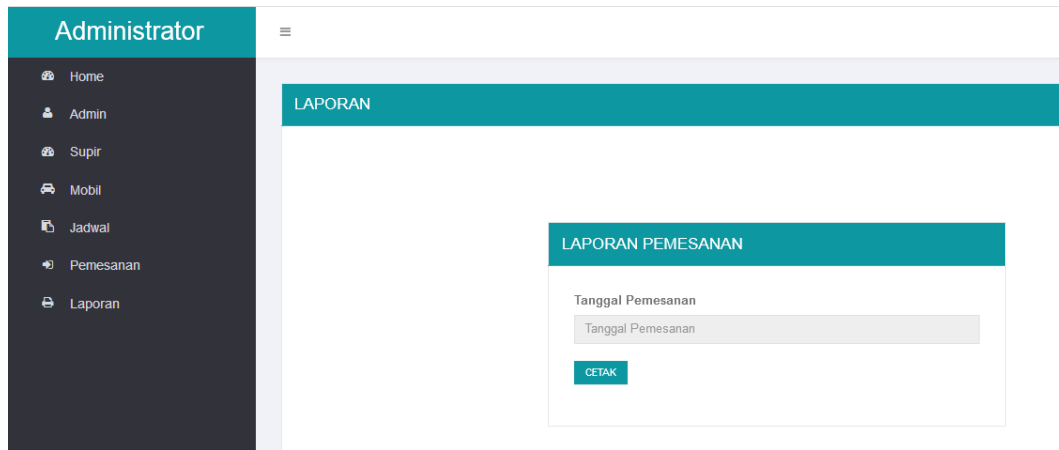 Administrator
Home
Admin
Supir
Mobil
Jadwal
Pemesanan
Laporan
LAPORAN
LAPORAN PEMESANAN
Tanggal Pemesanan
Tanggal Pemesanan
CETAK